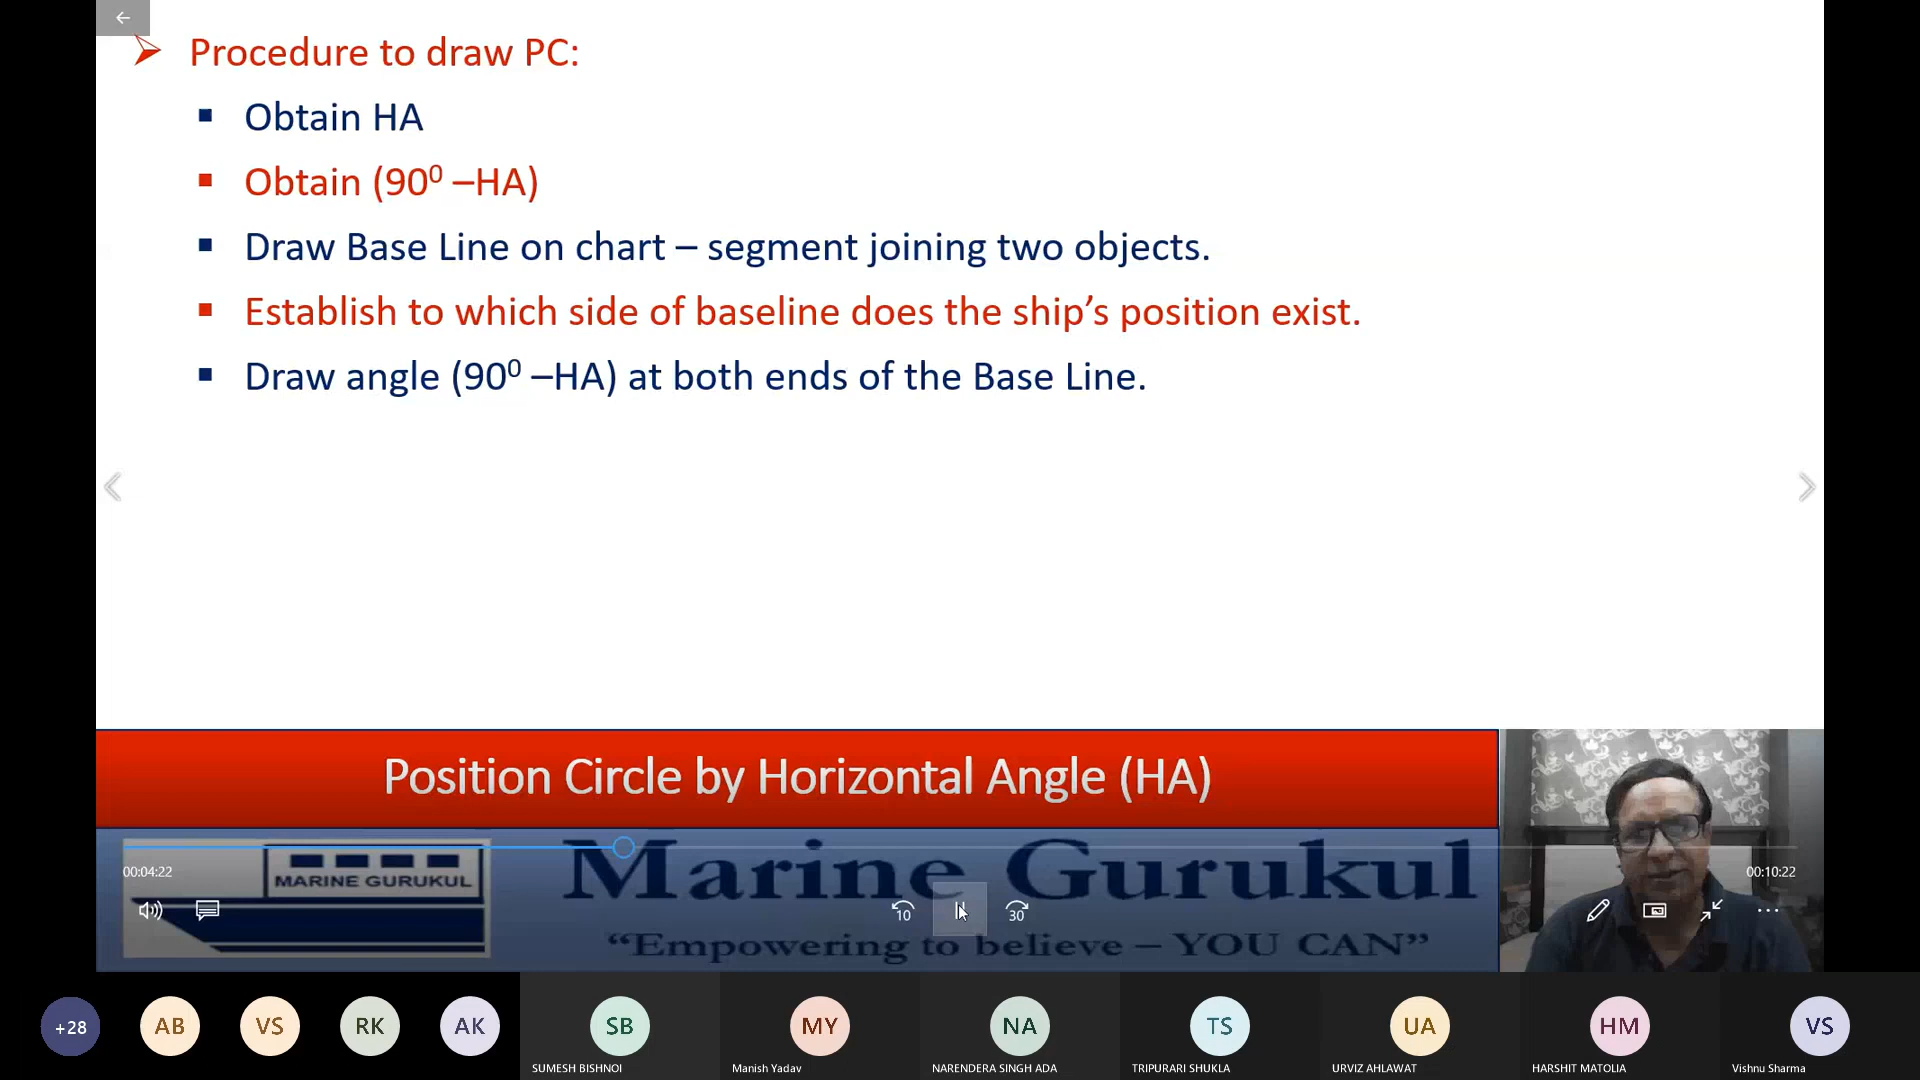 Procedure to draw PC:
Obtain HA
Obtain (90⁰ –HA)
Draw Base Line on chart – segment joining two objects.
Establish to which side of baseline does the ship’s position exist.
Draw angle (90⁰ –HA) at both ends of the Base Line.
Position Circle by Horizontal Angle (HA)
MARINE GURUKUL
Marine Gurukul
“Empowering to believe – YOU CAN”
00:04:22
00:10:22
10
30
+28
AB
VS
RK
AK
SB
MY
NA
TS
UA
HM
VS
SUMESH BISHNOI
Manish Yadav
NARENDERA SINGH ADA
TRIPURARI SHUKLA
URVIZ AHLAWAT
HARSHIT MATOLIA
Vishnu Sharma